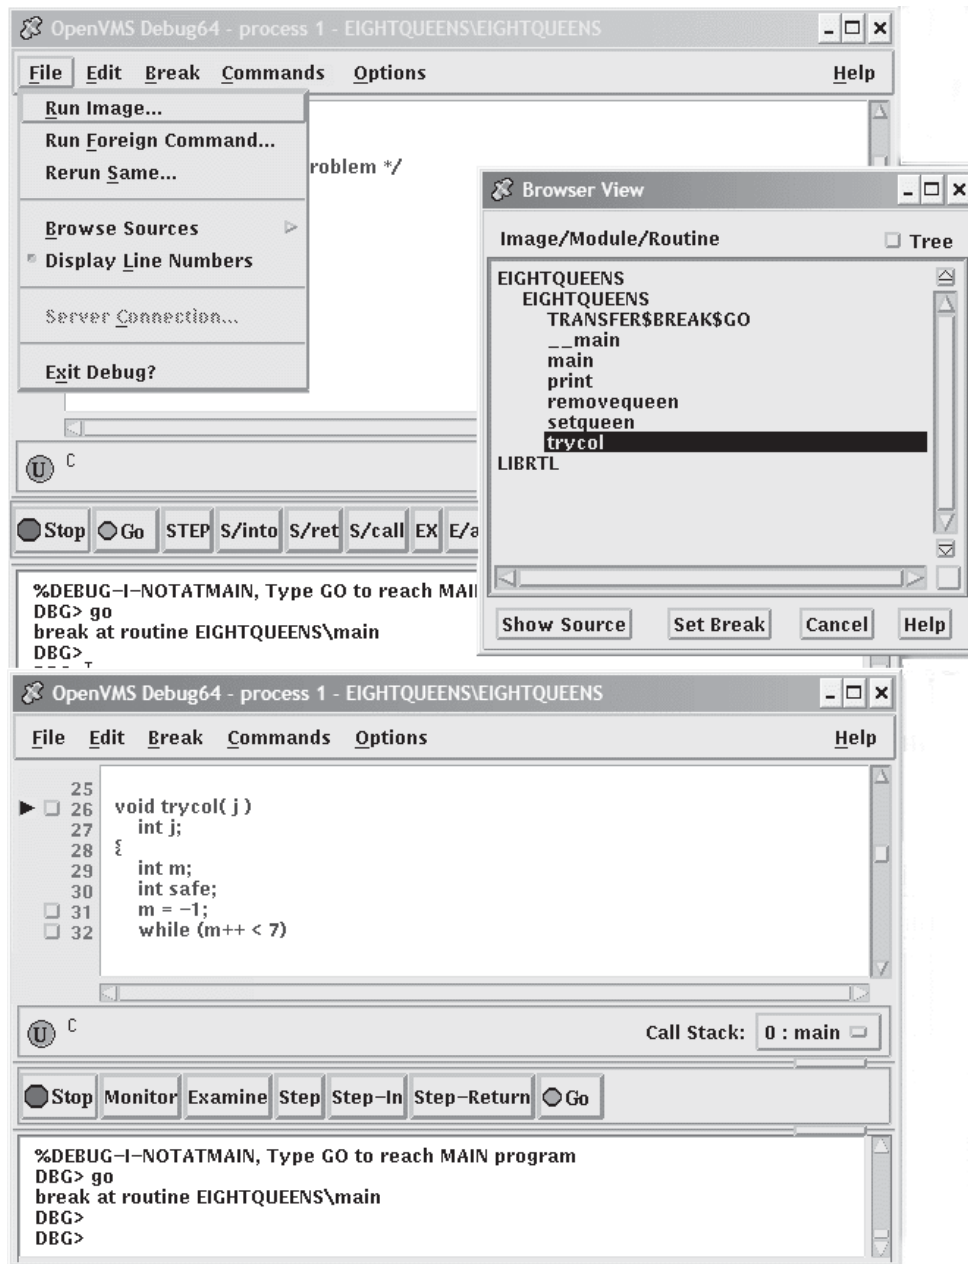 OpenVMS Debug64 - process 1 - EIGHTQUEENS\EIGHTQUEENS
File Edit Break Commands Options Help
Run Image...
Run Foreign Command...
Rerun Same...
Browse Sources
Display Line Numbers
Server Connection...
Exit Debug?
roblem */
C
Stop Go STEP S/into S/ret S/call EX E/a
%DEBUG-I-NOTATMAIN, Type GO to reach MAI
DBG> go
break at routine EIGHTQUEENS\main
DBG>
Browser View
Image/Module/Routine Tree
EIGHTQUEENS
EIGHTQUEENS
TRANSFER$BREAK$GO
__main
main
print
removequeen
setqueen
trycol
LIBRTL
Show Source Set Break Cancel Help
OpenVMS Debug64 - process 1 - EIGHTQUEENS\EIGHTQUEENS
File Edit Break Commands Options Help
25
26 void trycol( j )
27 int j;
28 {
29 int m;
30 int safe;
31 m = -1;
32 while (m++ < 7)
U C Call Stack: 0 : main
Stop Monitor Examine Step Step-In Step-Return Go
%DEBUG-I-NOTATMAIN, Type GO to reach MAIN program
DBG> go
break at routine EIGHTQUEENS\main
DBG>
DBG>